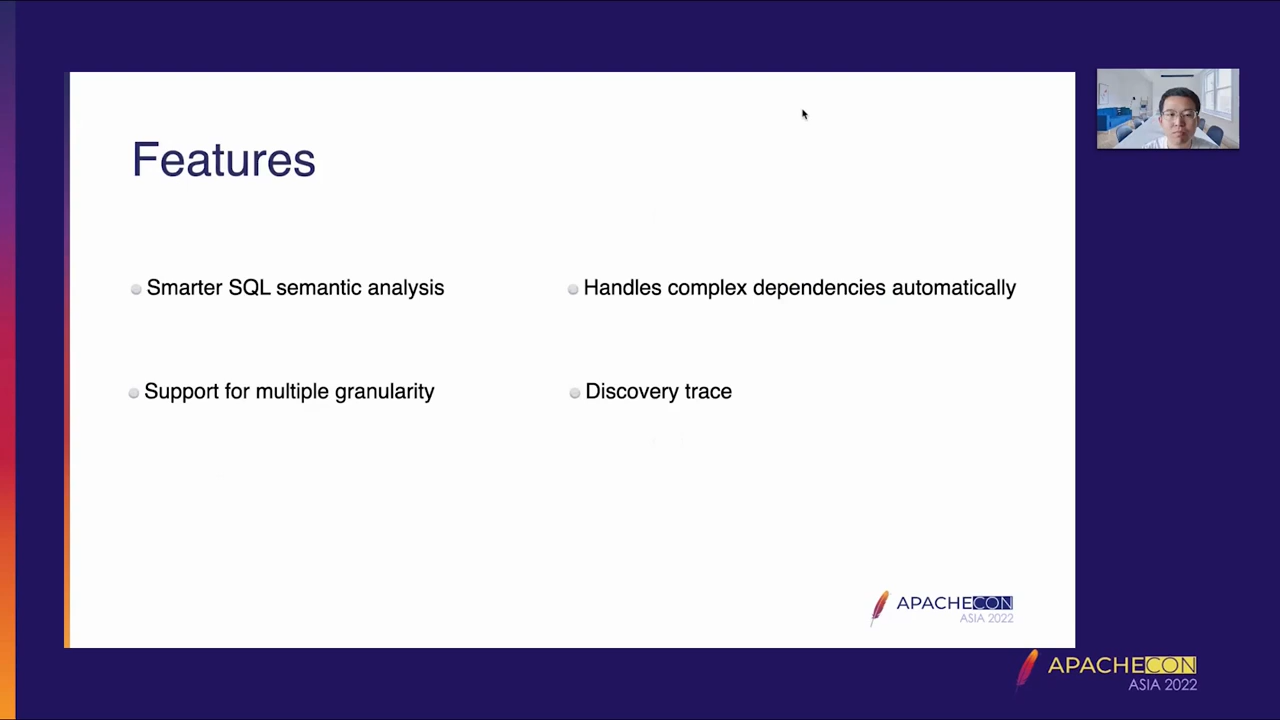 Features
Smarter SQL semantic analysis
Handles complex dependencies automatically
Support for multiple granularity
Discovery trace
APACHECON
ASIA 2022
APACHECON
ASIA 2022